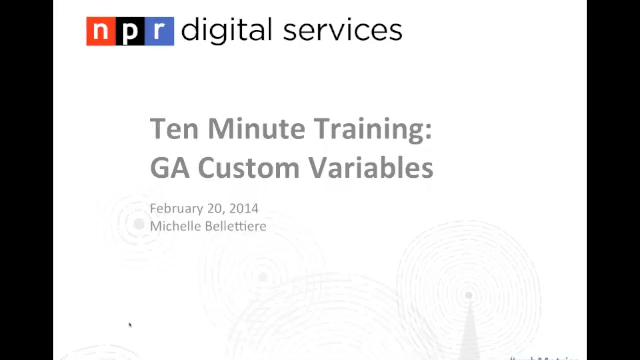 npr digital services
Ten Minute Training:
GA Custom Variables
February 20, 2014
Michelle Bellettiere